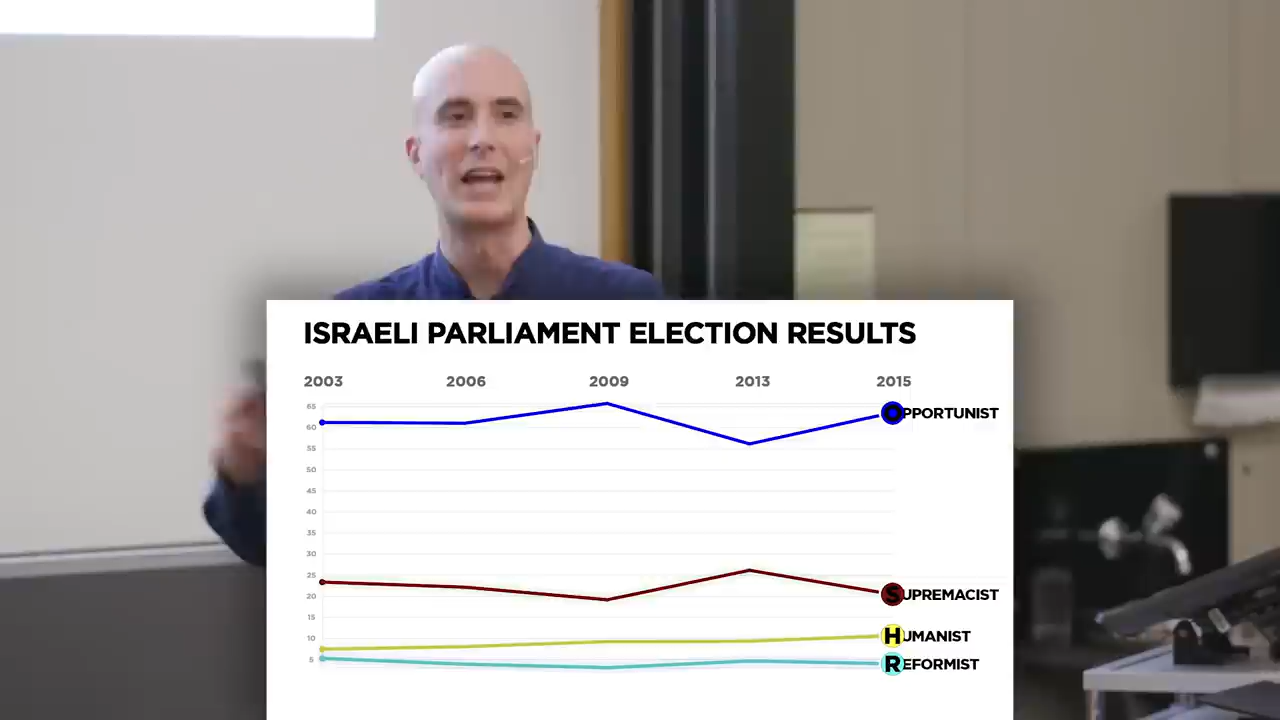 ISRAELI PARLIAMENT ELECTION RESULTS
2003 2006 2009 2013 2015
65
60
55
50
45
40
35
30
25
20
15
10
5
OPPORTUNIST
SUPREMACIST
HUMANIST
REFORMIST